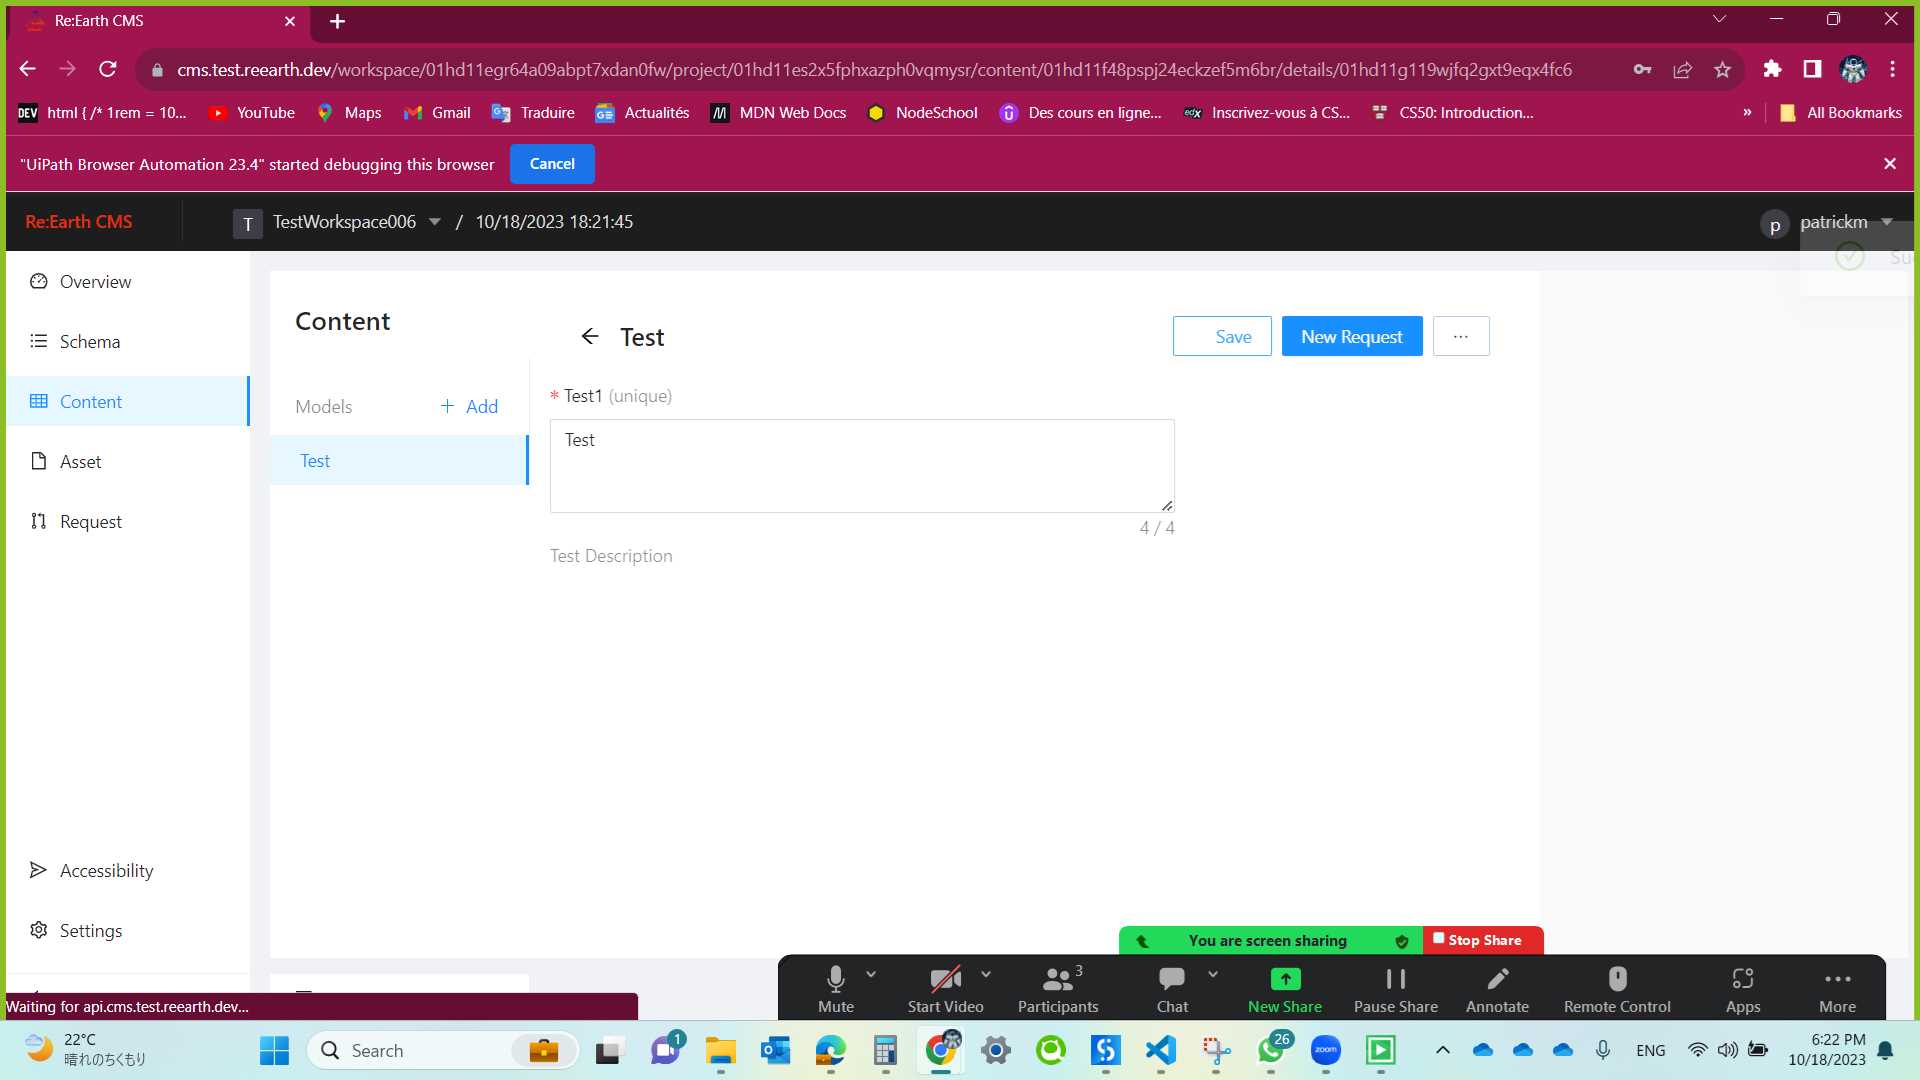 Re:Earth CMS
cms.test.reearth.dev/workspace/01hd11egr64a09abpt7xdan0fw/project/01hd11es2x5fphxazph0vqmysr/content/01hd11f48pspj24eckzef5m6br/details/01hd11g119wjfq2gxt9eqx4fc6
DEV html { /* 1rem = 10... YouTube Maps Gmail Traduire Actualités MDN Web Docs NodeSchool Des cours en ligne... edX Inscrivez-vous à CS... CS50: Introduction... » All Bookmarks
"UiPath Browser Automation 23.4" started debugging this browser Cancel
Re:Earth CMS T TestWorkspace006 / 10/18/2023 18:21:45 p patrickm
Su
Overview
Schema
Content
Asset
Request
Accessibility
Settings
Content
Models + Add
Test
Test Save New Request ...
* Test1 (unique)
Test
4 / 4
Test Description
You are screen sharing Stop Share
3
Mute Start Video Participants Chat New Share Pause Share Annotate Remote Control Apps More
Waiting for api.cms.test.reearth.dev...
22°C
晴れのちくもり
Search
1
26
zoom
ENG
6:22 PM
10/18/2023